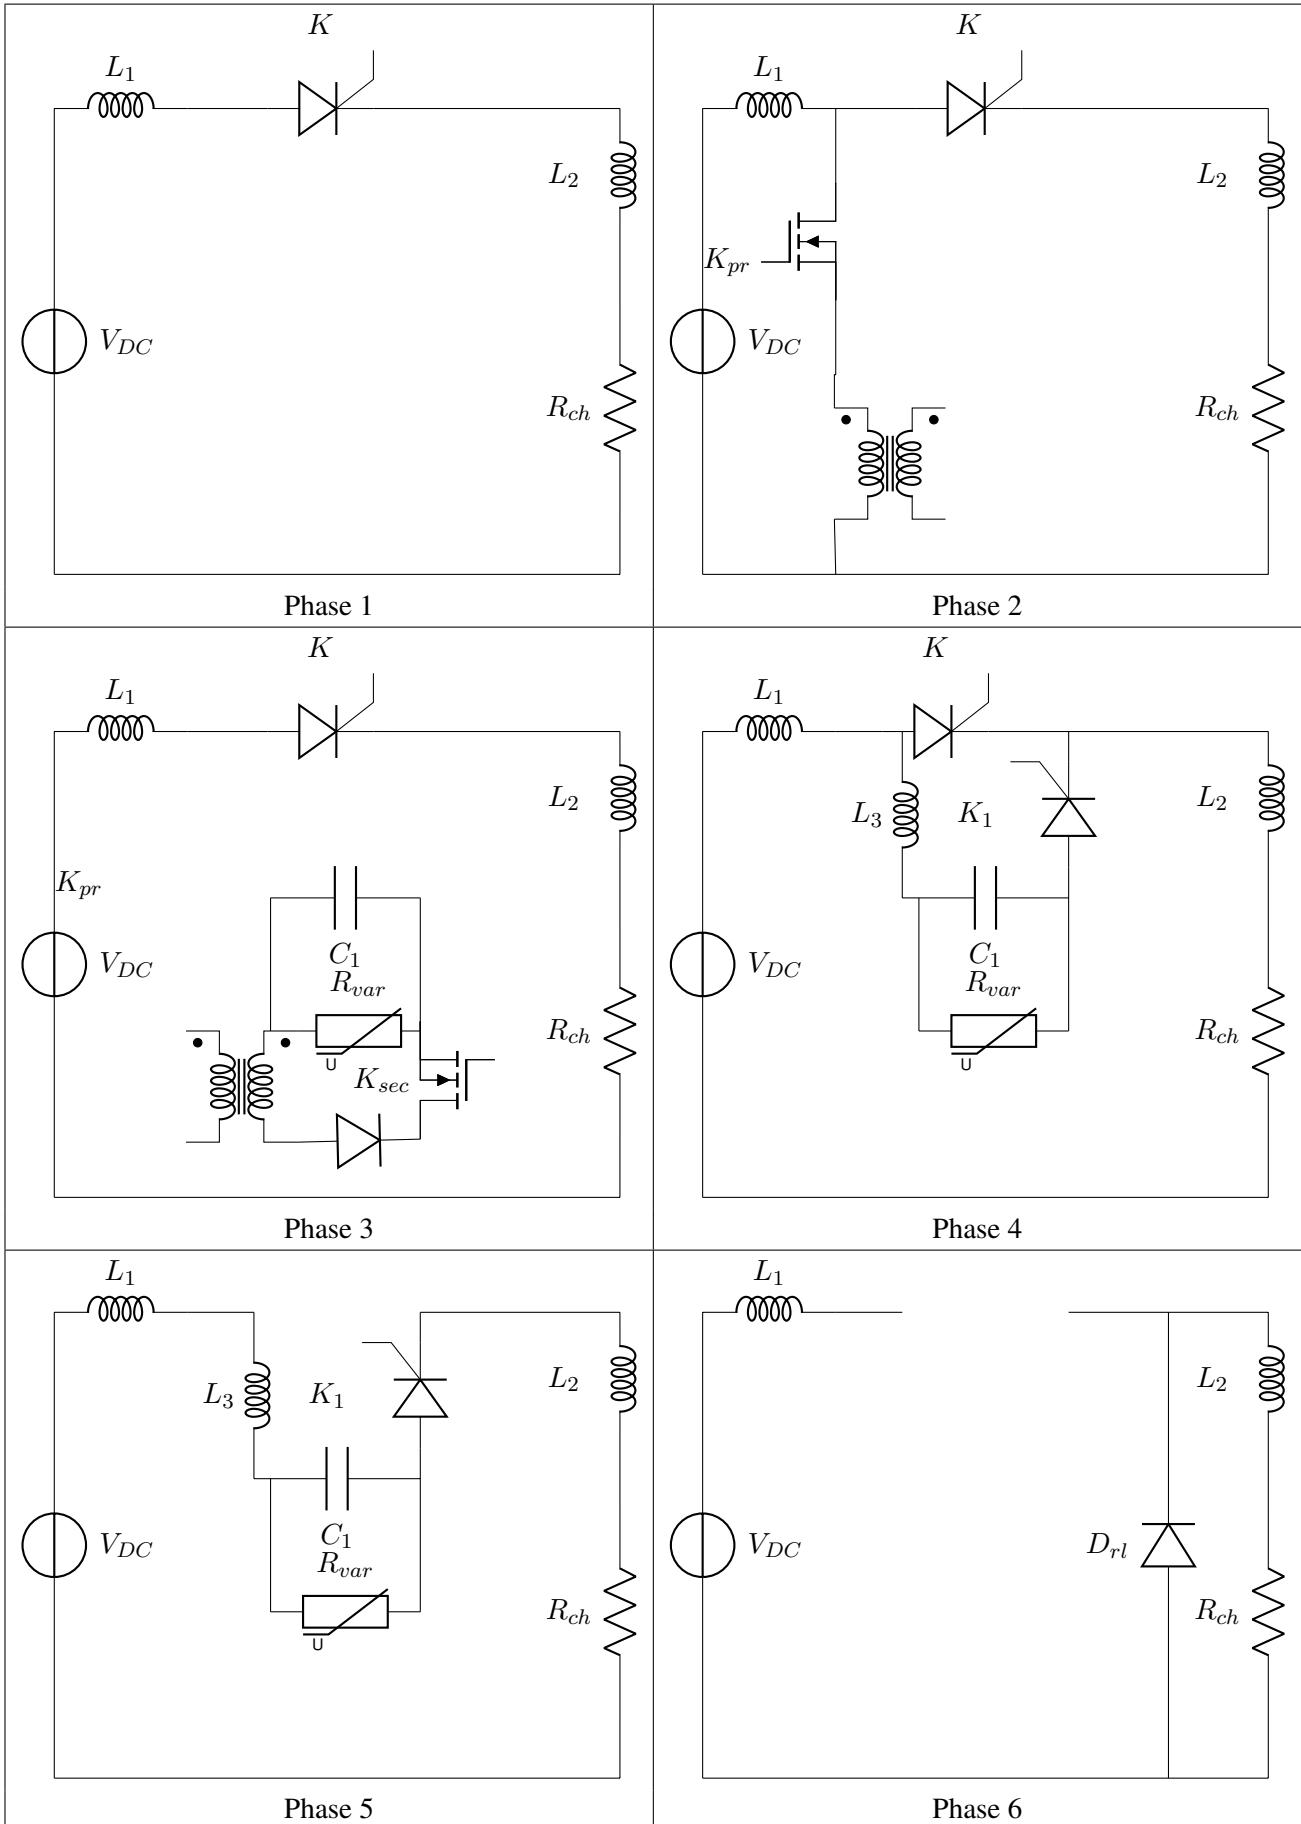 K
L1
L2
VDC
Rch
Phase 1
K
L1
L2
Kpr
VDC
Rch
Phase 2
K
L1
L2
Kpr
VDC
C1
Rvar
Rch
U
Ksec
Phase 3
K
L1
L2
L3
K1
VDC
C1
Rvar
Rch
U
Phase 4
L1
L2
L3
K1
VDC
C1
Rvar
Rch
U
Phase 5
L1
L2
VDC
Drl
Rch
Phase 6